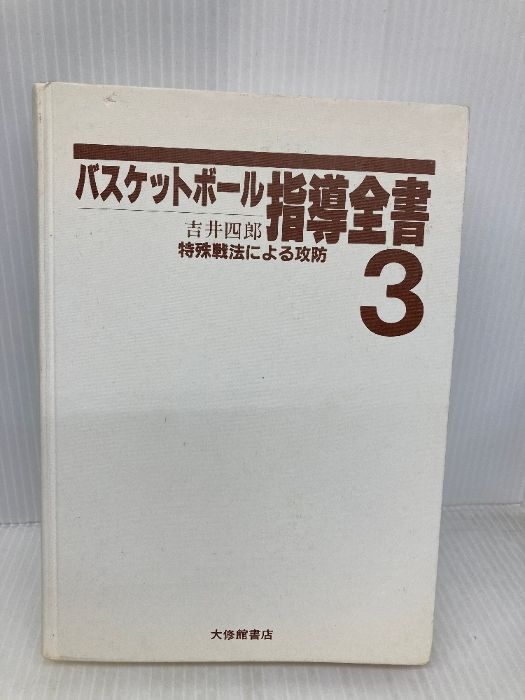 バスケットボール指導全書
吉井四郎
特殊戦法による攻防
3
大修館書店